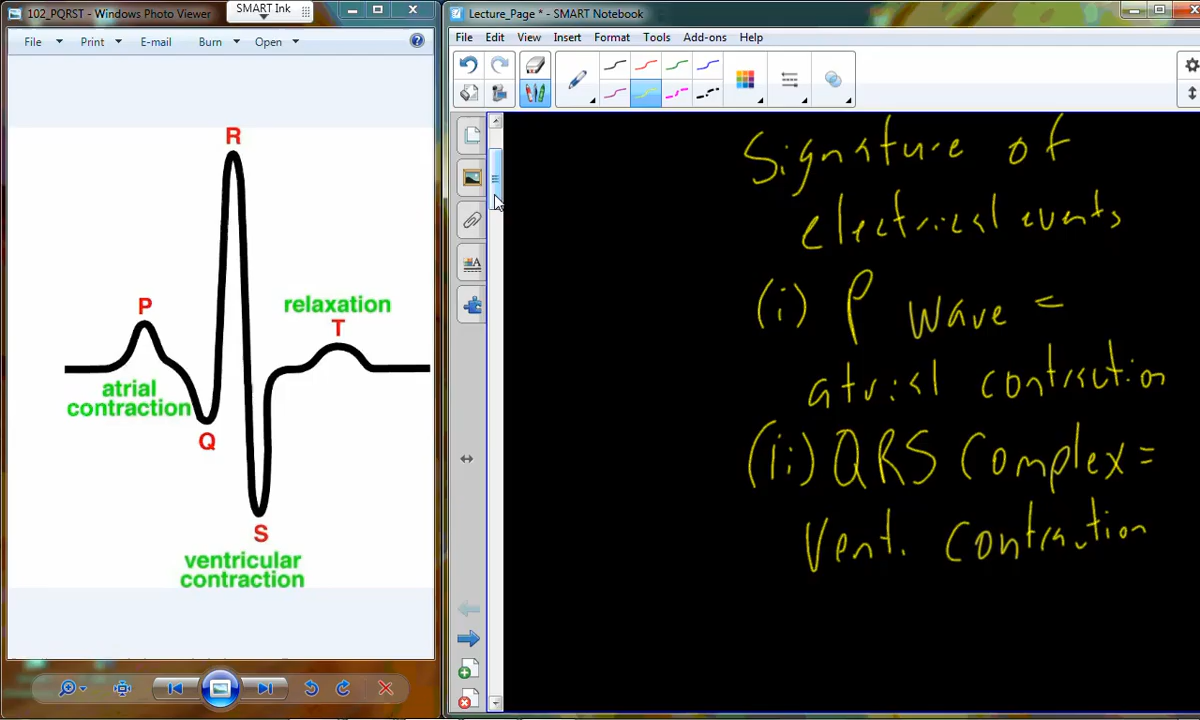 102_PQRST - Windows Photo Viewer
SMART Ink
File Print E-mail Burn Open
R
P
relaxation
T
atrial
contraction
Q
S
ventricular
contraction
Lecture_Page * - SMART Notebook
File Edit View Insert Format Tools Add-ons Help
Signature of
electrical events
(i) P wave =
atrial contraction
(ii) QRS Complex =
Vent. contraction